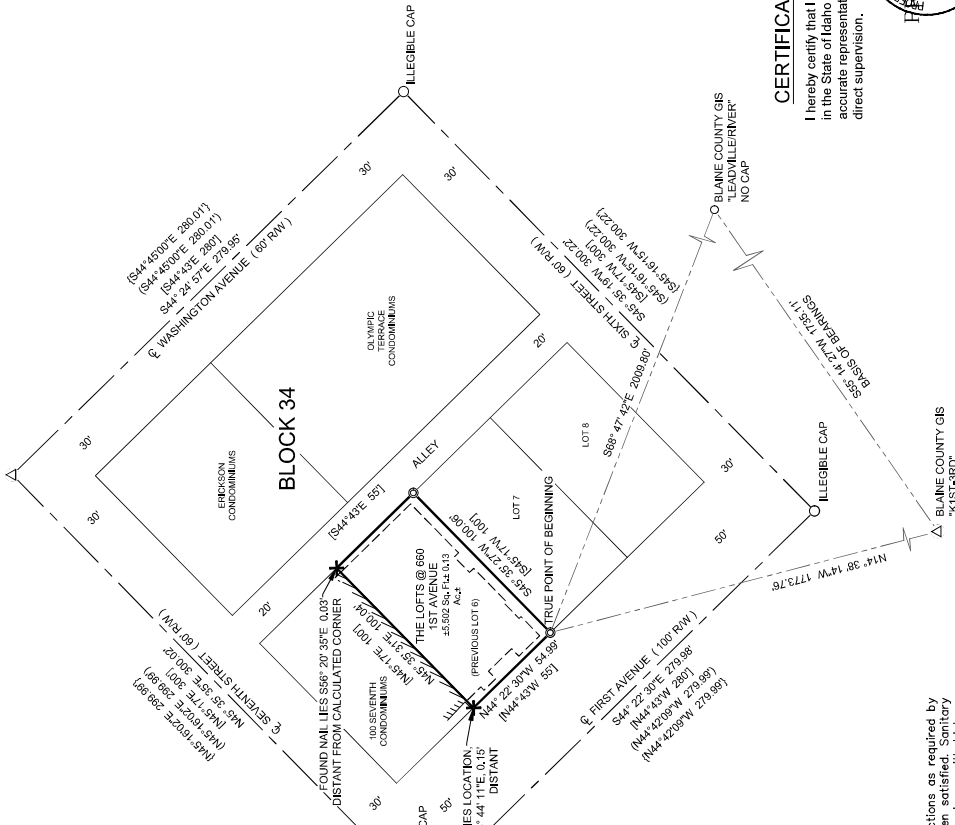 ILLEGIBLE CAP
{S44°45'00"E 280.01'}
(S44°45'00"E 280.01')
[S44°43'E 280']
S44° 24' 57"E 279.95'
℄ WASHINGTON AVENUE ( 60' R/W )
30'
30'
30'
30'
BLOCK 34
ERICKSON
CONDOMINIUMS
OLYMPIC
TERRACE
CONDOMINIUMS
20'
20'
ALLEY
[S44°43'E 55']
FOUND NAIL LIES S56° 20' 35"E 0.03'
DISTANT FROM CALCULATED CORNER
℄ SEVENTH STREET ( 60' R/W)
N45° 35' 35"E 300.02'
[N45°17'E 300']
(N45°16'02"E 299.99')
{N45°16'02"E 299.99'}
100 SEVENTH
CONDOMINIUMS
N45° 35' 31"E 100.04'
[N45°17'E 100']
THE LOFTS @ 660
1ST AVENUE
±5,502 Sq. Ft.± 0.13
Ac.±
(PREVIOUS LOT 6)
S45° 35' 27"W 100.06'
[S45°17'W 100']
LOT 7
LOT 8
TRUE POINT OF BEGINNING
N44° 22' 30"W 54.99'
[N44°43'W 55']
IES LOCATION,
° 44' 11"E, 0.15'
DISTANT
CAP
30'
50'
℄ FIRST AVENUE ( 100' R/W )
S44° 22' 30"E 279.98'
[N44°43'W 280']
(N44°42'09"W 279.99')
{N44°42'09"W 279.99'}
30'
50'
ILLEGIBLE CAP
℄ SIXTH STREET ( 60' R/W)
S45° 35' 19"W 300.22'
[S45°17'W 300']
(S45°16'15"W 300.22')
{S45°16'15"W 300.22'}
S68° 47' 42"E 2009.80'
N14° 38' 14"W 1773.76'
BLAINE COUNTY GIS
"LEADVILLE/RIVER"
NO CAP
S55° 14' 27"W 1735.11'
BASIS OF BEARINGS
BLAINE COUNTY GIS
"K1ST-3RD"
CERTIFICA
I hereby certify that I
in the State of Idaho
accurate representat
direct supervision.
ctions as required by
en satisfied. Sanitary